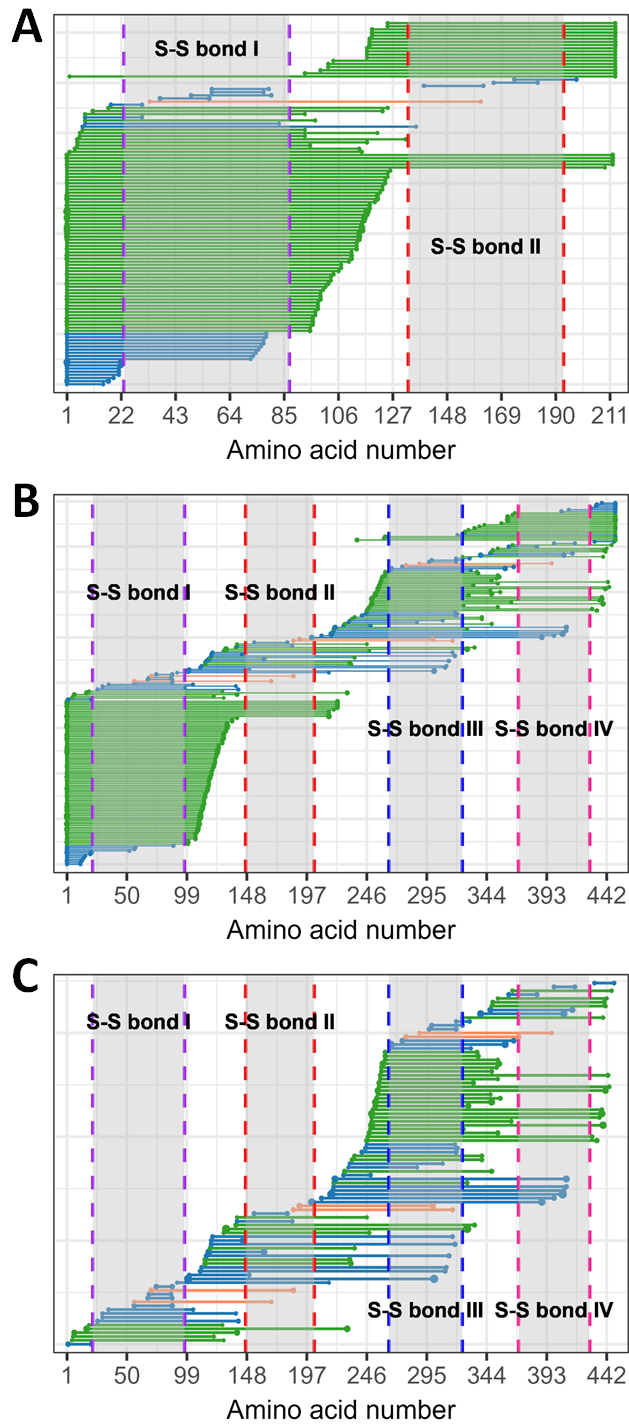 A
S-S bond I
S-S bond II
1 22 43 64 85 106 127 148 169 190 211
Amino acid number
B
S-S bond I S-S bond II
S-S bond III S-S bond IV
1 50 99 148 197 246 295 344 393 442
Amino acid number
C
S-S bond I S-S bond II
S-S bond III S-S bond IV
1 50 99 148 197 246 295 344 393 442
Amino acid number